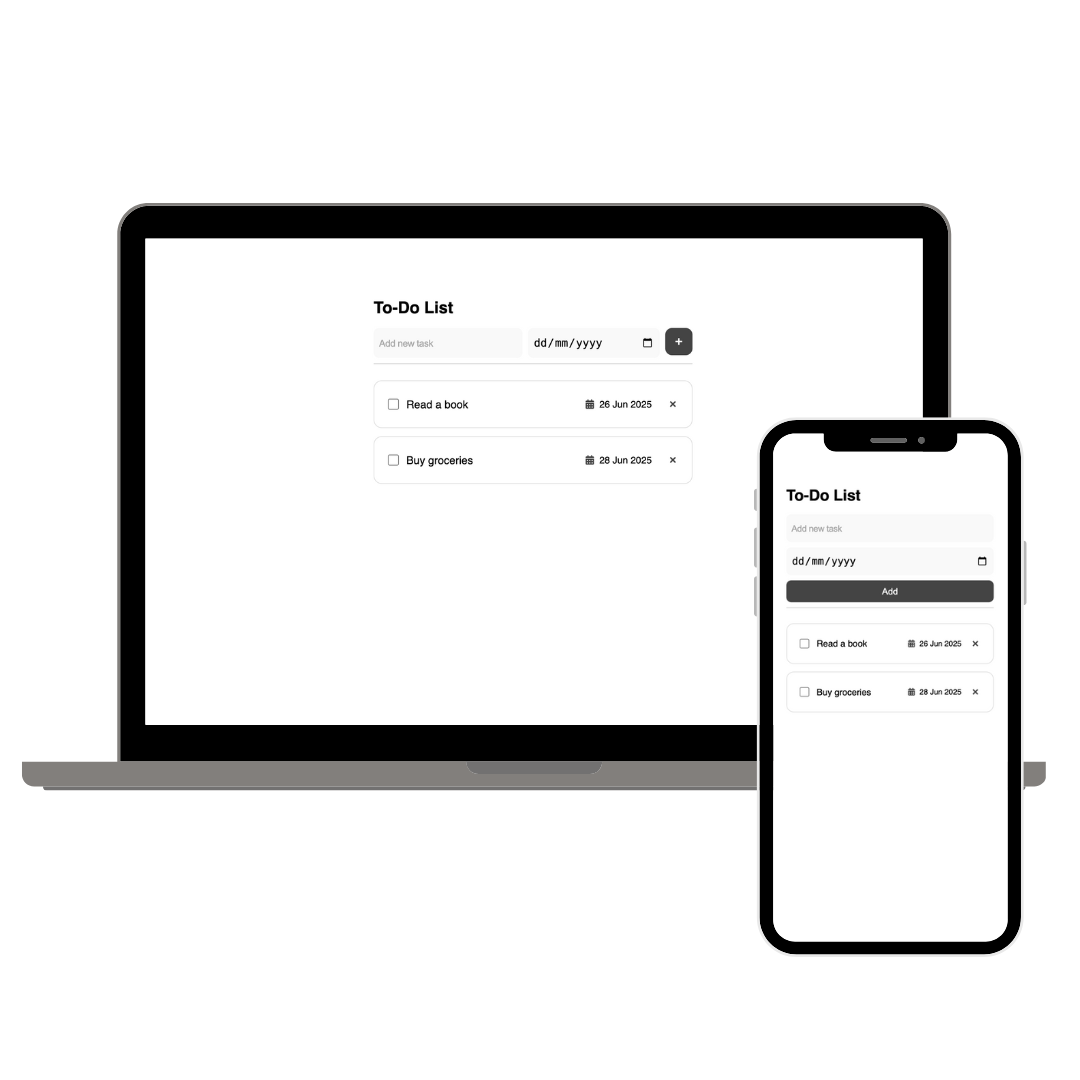 To-Do List
Add new task dd/mm/yyyy +
Read a book 26 Jun 2025 ×
Buy groceries 28 Jun 2025 ×
To-Do List
Add new task
dd/mm/yyyy
Add
Read a book 26 Jun 2025 ×
Buy groceries 28 Jun 2025 ×